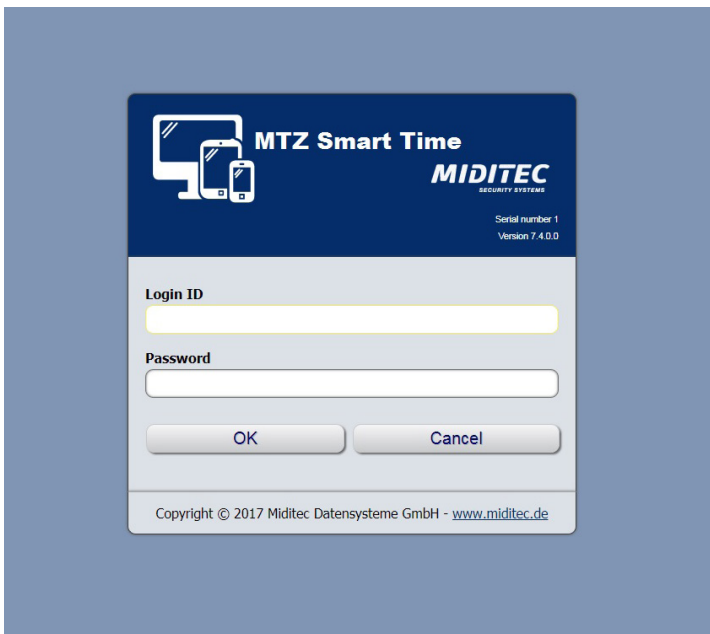 MTZ Smart Time
MIDITEC
SECURITY SYSTEMS
Serial number 1
Version 7.4.0.0
Login ID
Password
OK
Cancel
Copyright © 2017 Miditec Datensysteme GmbH - www.miditec.de